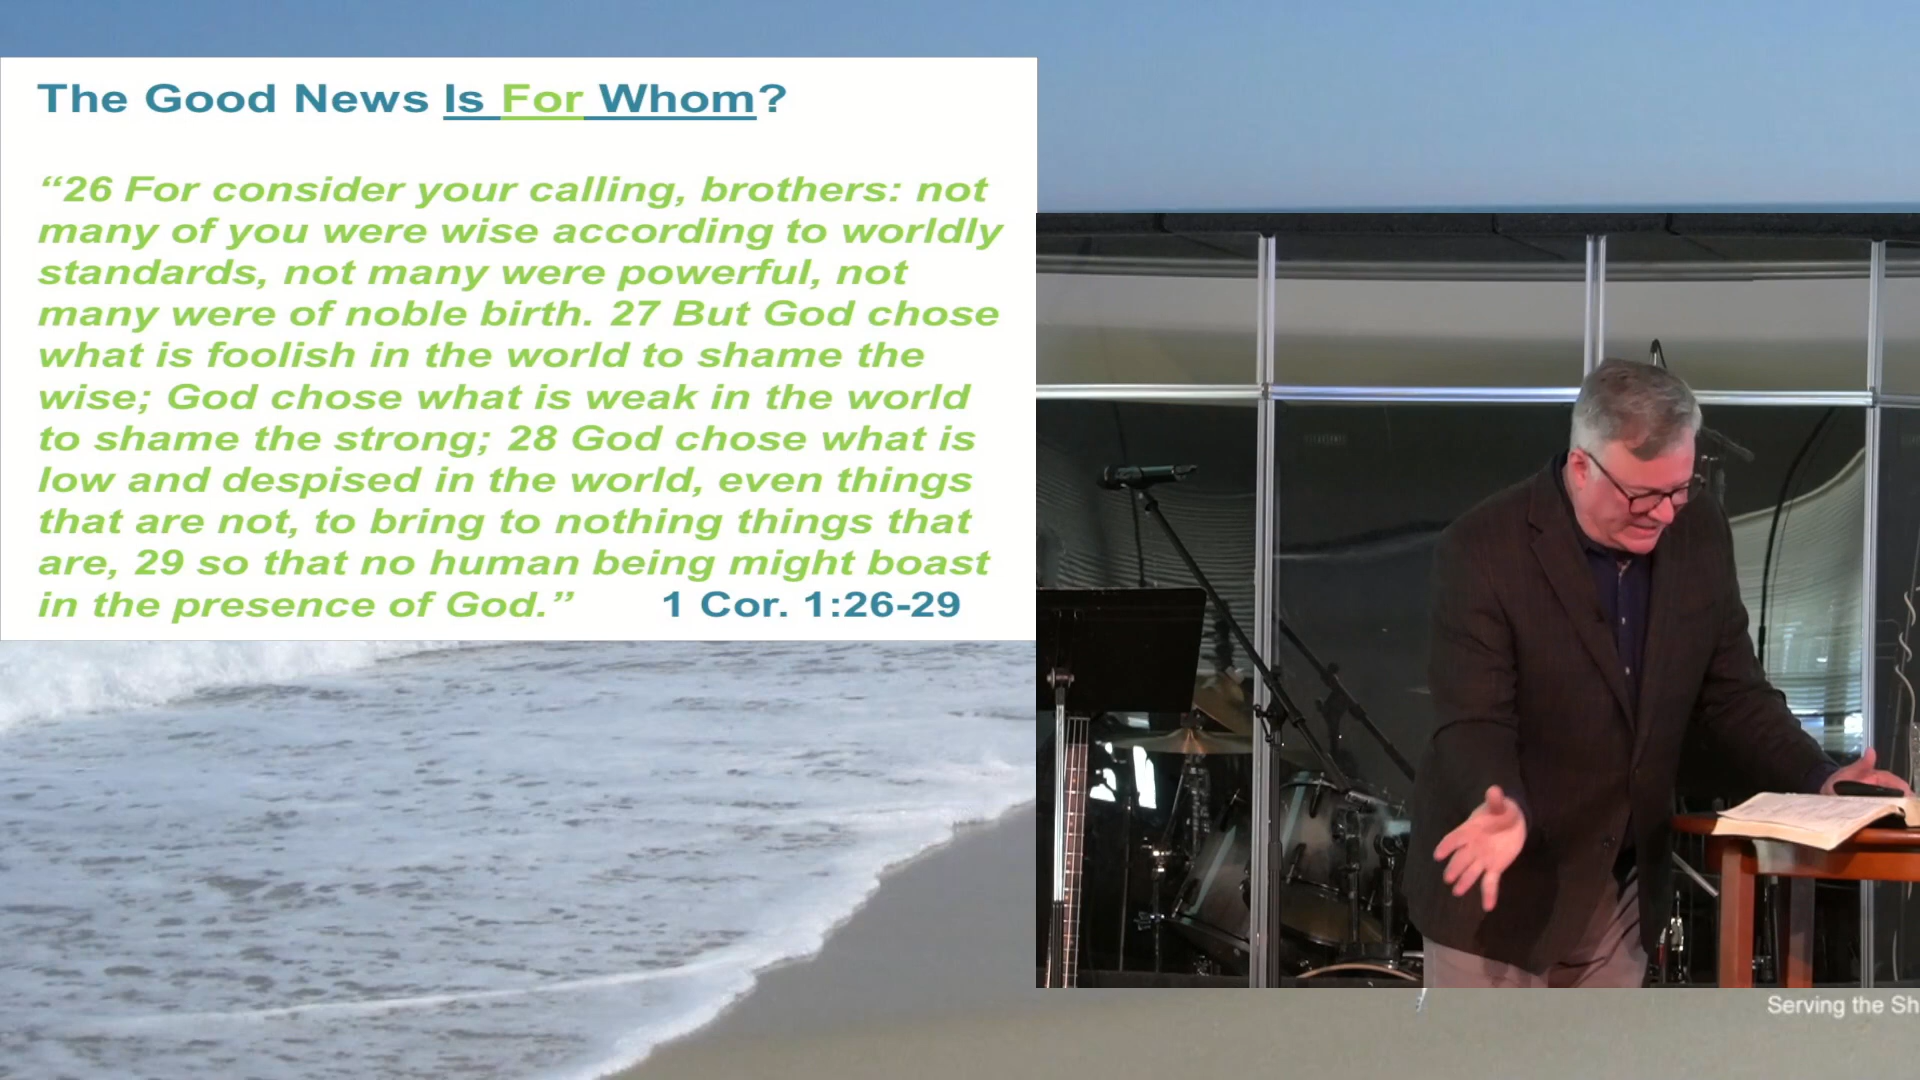 The Good News Is For Whom?
“26 For consider your calling, brothers: not
many of you were wise according to worldly
standards, not many were powerful, not
many were of noble birth. 27 But God chose
what is foolish in the world to shame the
wise; God chose what is weak in the world
to shame the strong; 28 God chose what is
low and despised in the world, even things
that are not, to bring to nothing things that
are, 29 so that no human being might boast
in the presence of God.” 1 Cor. 1:26-29
Serving the Sh